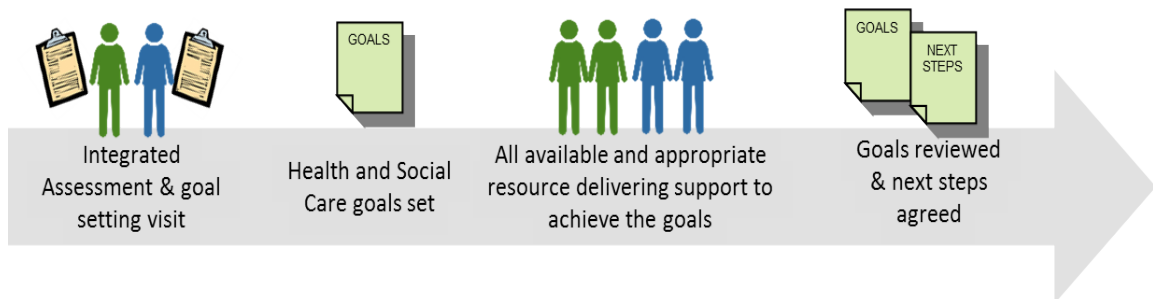 GOALS
GOALS
NEXT
STEPS
Integrated
Assessment & goal
setting visit
Health and Social
Care goals set
All available and appropriate
resource delivering support to
achieve the goals
Goals reviewed
& next steps
agreed